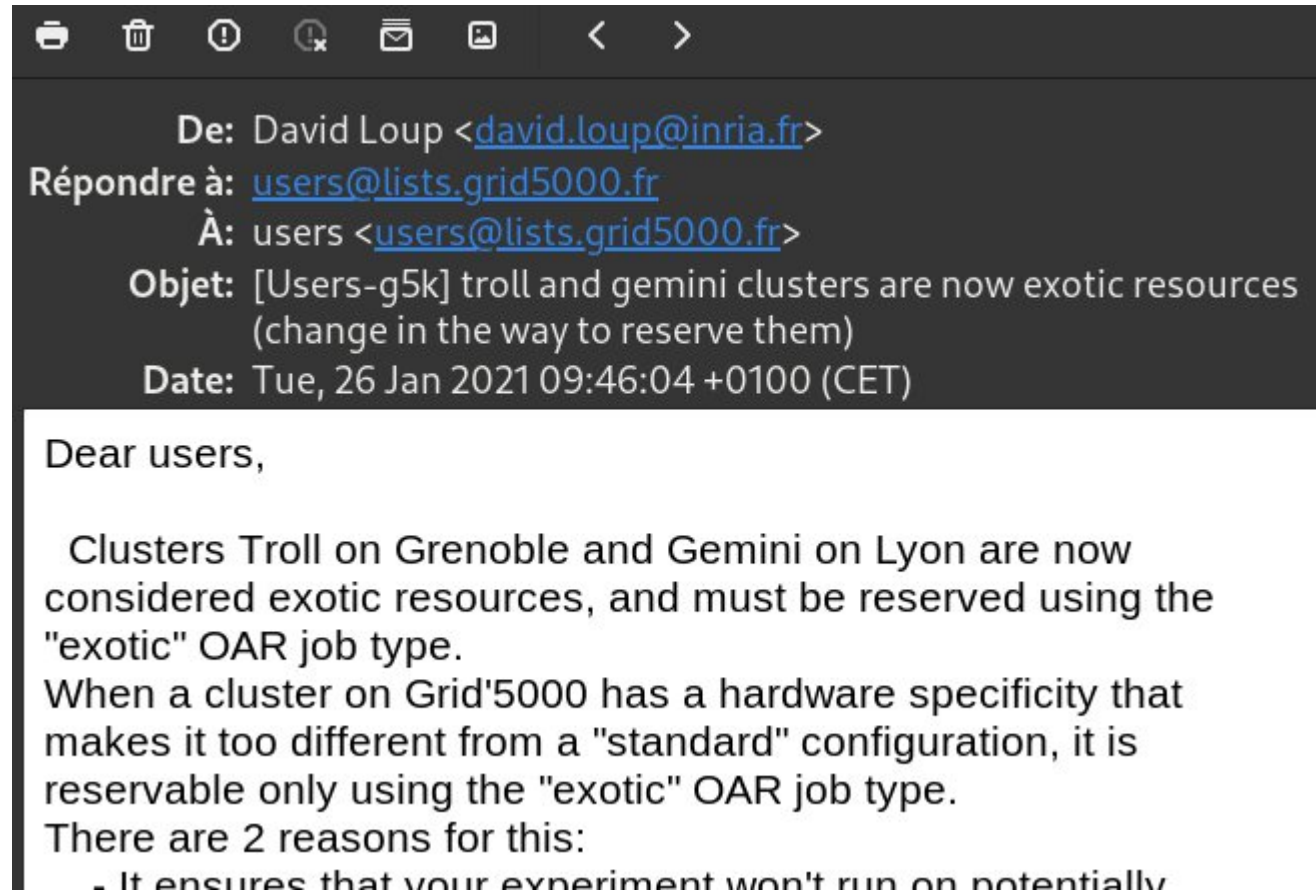 De: David Loup <david.loup@inria.fr>
Répondre à: users@lists.grid5000.fr
À: users <users@lists.grid5000.fr>
Objet: [Users-g5k] troll and gemini clusters are now exotic resources
(change in the way to reserve them)
Date: Tue, 26 Jan 2021 09:46:04 +0100 (CET)
Dear users,
Clusters Troll on Grenoble and Gemini on Lyon are now
considered exotic resources, and must be reserved using the
"exotic" OAR job type.
When a cluster on Grid'5000 has a hardware specificity that
makes it too different from a "standard" configuration, it is
reservable only using the "exotic" OAR job type.
There are 2 reasons for this:
- It ensures that your experiment won't run on potentially